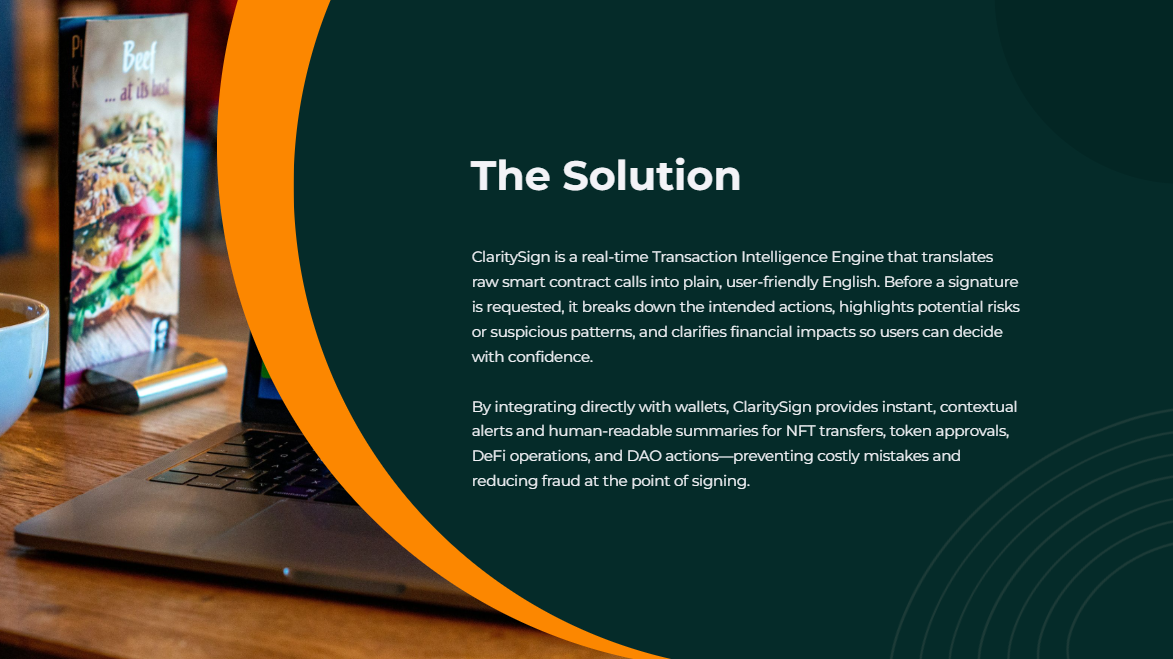 Beef
... at its best
The Solution
ClaritySign is a real-time Transaction Intelligence Engine that translates
raw smart contract calls into plain, user-friendly English. Before a signature
is requested, it breaks down the intended actions, highlights potential risks
or suspicious patterns, and clarifies financial impacts so users can decide
with confidence.
By integrating directly with wallets, ClaritySign provides instant, contextual
alerts and human-readable summaries for NFT transfers, token approvals,
DeFi operations, and DAO actions—preventing costly mistakes and
reducing fraud at the point of signing.